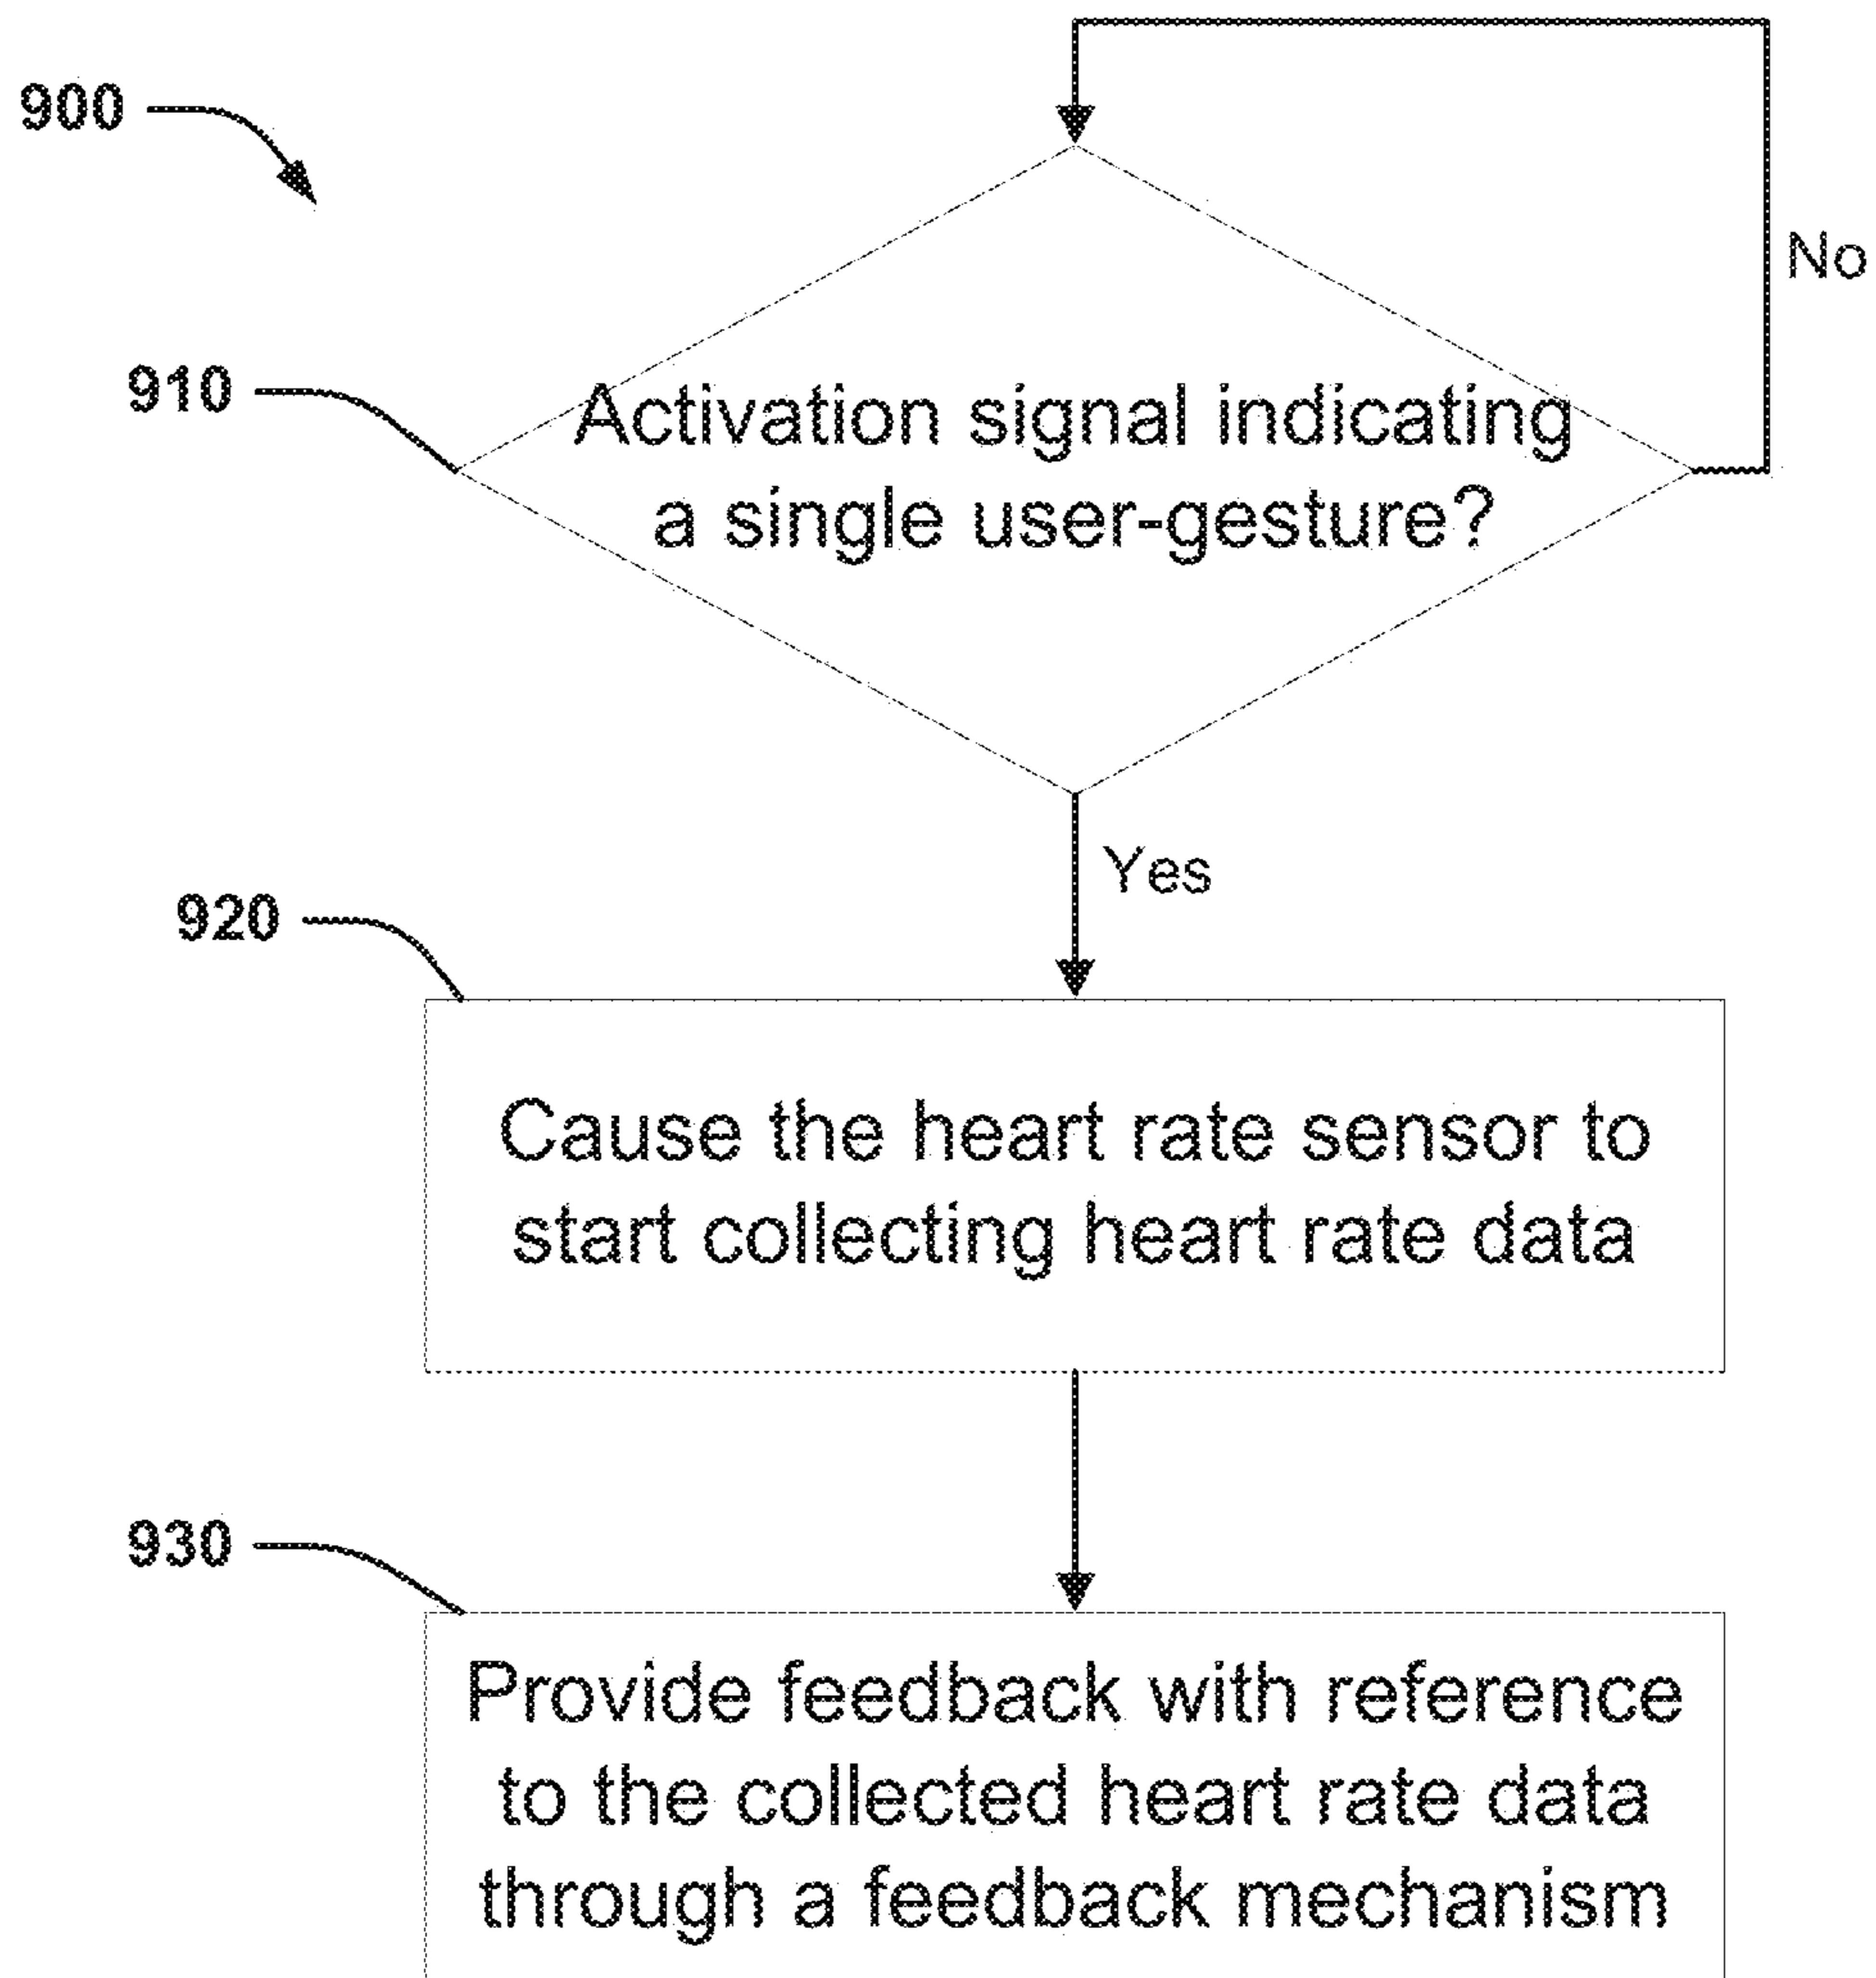 900
No
910
Activation signal indicating
a single user-gesture?
Yes
920
Cause the heart rate sensor to
start collecting heart rate data
930
Provide feedback with reference
to the collected heart rate data
through a feedback mechanism